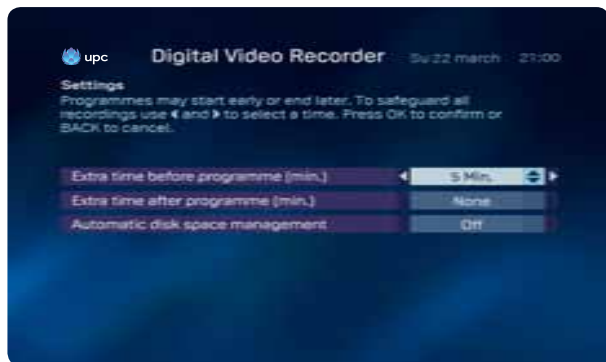 upc Digital Video Recorder Su 22 march 21:00
Settings
Programmes may start early or end later. To safeguard all
recordings use ◀ and ▶ to select a time. Press OK to confirm or
BACK to cancel.
Extra time before programme (min.) 5 Min.
Extra time after programme (min.) None
Automatic disk space management Off